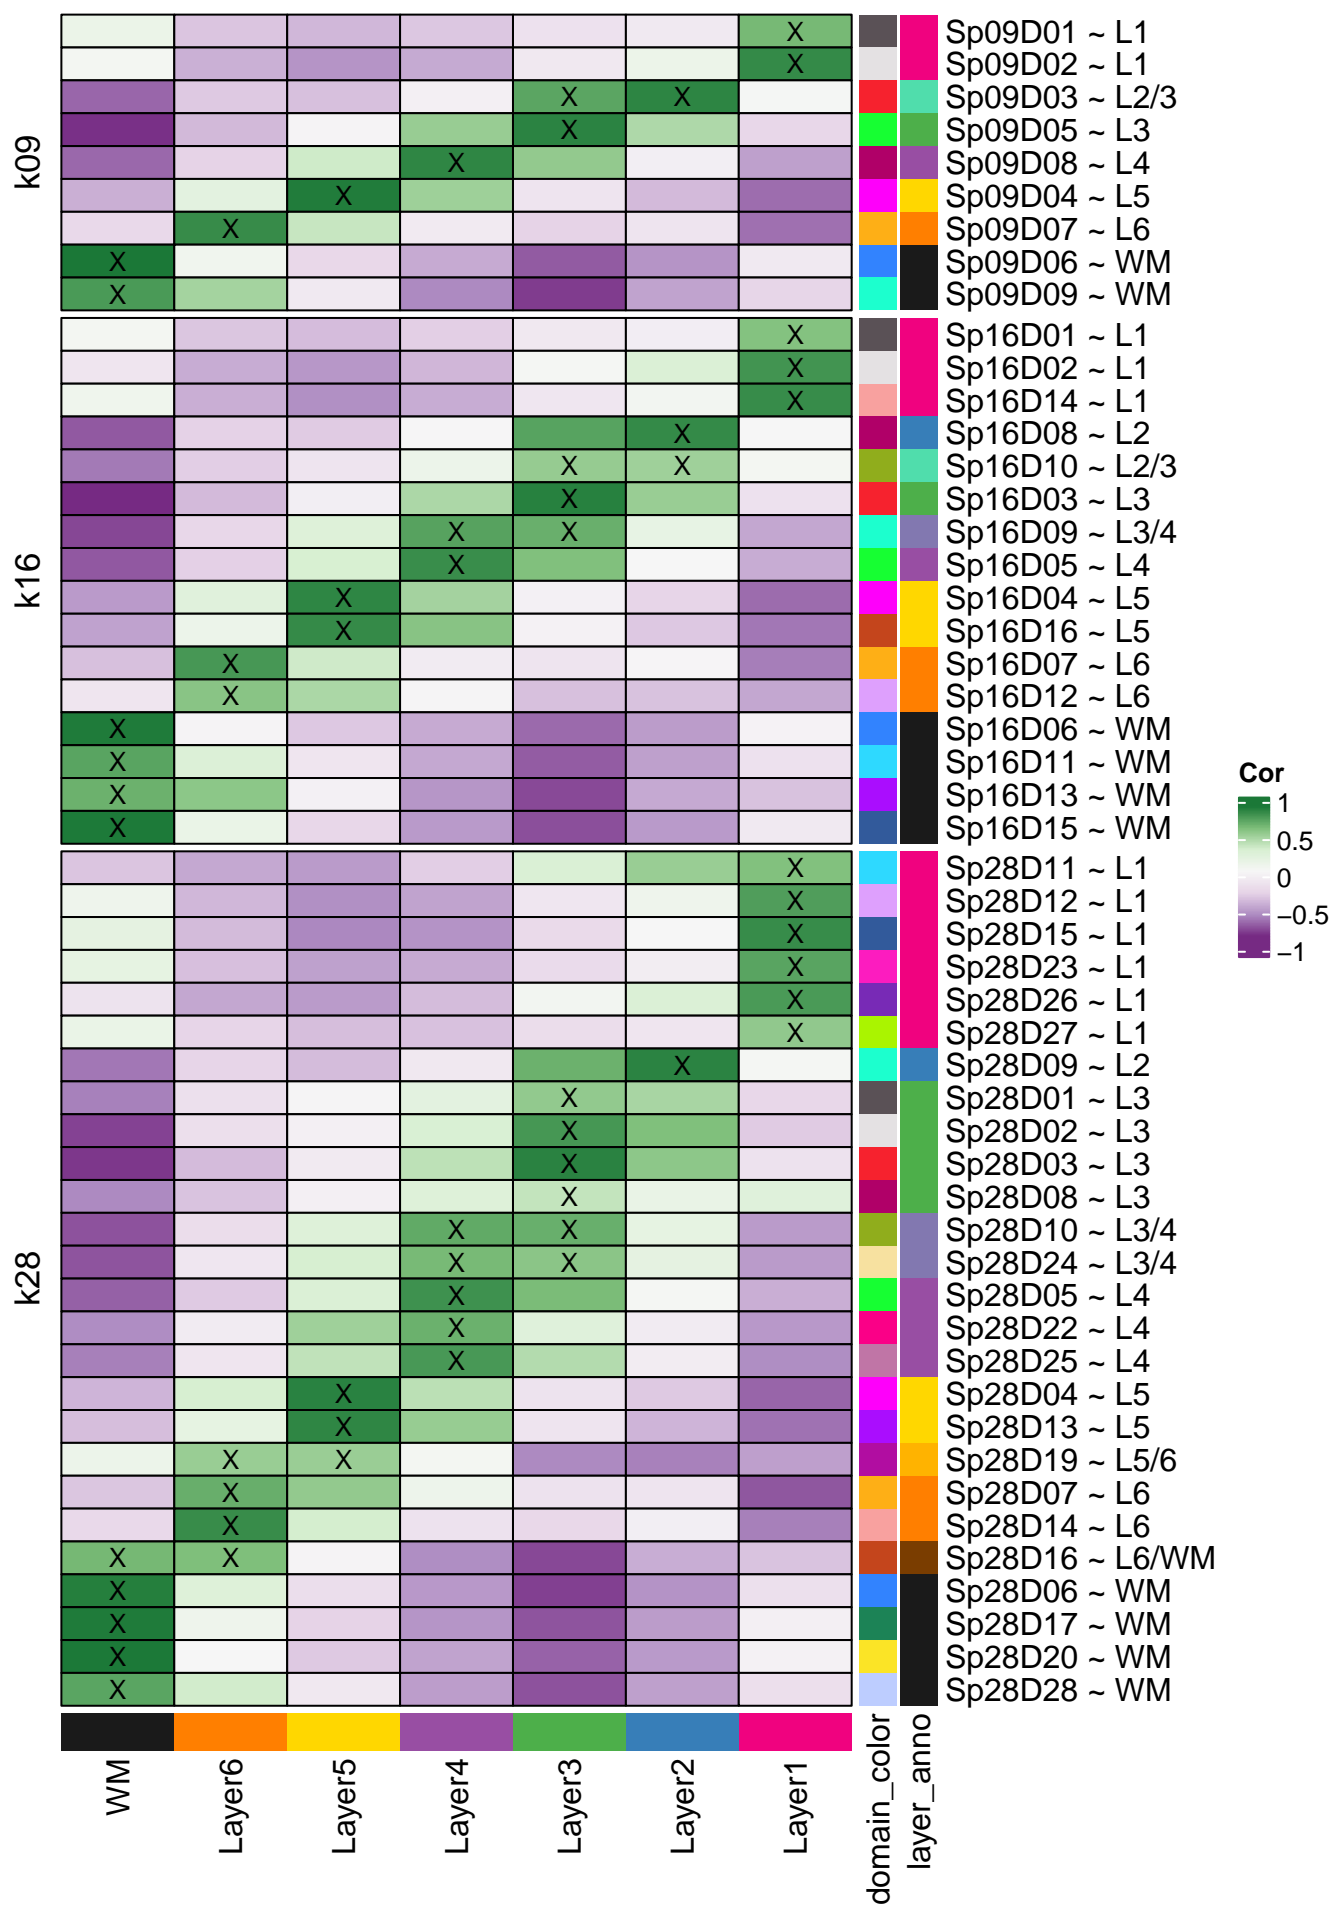 k09
X Sp09D01 ~ L1
X Sp09D02 ~ L1
X X Sp09D03 ~ L2/3
X Sp09D05 ~ L3
X Sp09D08 ~ L4
X Sp09D04 ~ L5
X Sp09D07 ~ L6
X Sp09D06 ~ WM
X Sp09D09 ~ WM
k16
X Sp16D01 ~ L1
X Sp16D02 ~ L1
X Sp16D14 ~ L1
X Sp16D08 ~ L2
X X Sp16D10 ~ L2/3
X Sp16D03 ~ L3
X X Sp16D09 ~ L3/4
X Sp16D05 ~ L4
X Sp16D04 ~ L5
X Sp16D16 ~ L5
X Sp16D07 ~ L6
X Sp16D12 ~ L6
X Sp16D06 ~ WM
X Sp16D11 ~ WM
X Sp16D13 ~ WM
X Sp16D15 ~ WM
k28
X Sp28D11 ~ L1
X Sp28D12 ~ L1
X Sp28D15 ~ L1
X Sp28D23 ~ L1
X Sp28D26 ~ L1
X Sp28D27 ~ L1
X Sp28D09 ~ L2
X Sp28D01 ~ L3
X Sp28D02 ~ L3
X Sp28D03 ~ L3
X Sp28D08 ~ L3
X X Sp28D10 ~ L3/4
X X Sp28D24 ~ L3/4
X Sp28D05 ~ L4
X Sp28D22 ~ L4
X Sp28D25 ~ L4
X Sp28D04 ~ L5
X Sp28D13 ~ L5
X X Sp28D19 ~ L5/6
X Sp28D07 ~ L6
X Sp28D14 ~ L6
X X Sp28D16 ~ L6/WM
X Sp28D06 ~ WM
X Sp28D17 ~ WM
X Sp28D20 ~ WM
X Sp28D28 ~ WM
WM
Layer6
Layer5
Layer4
Layer3
Layer2
Layer1
domain_color
layer_anno
Cor
1
0.5
0
−0.5
−1